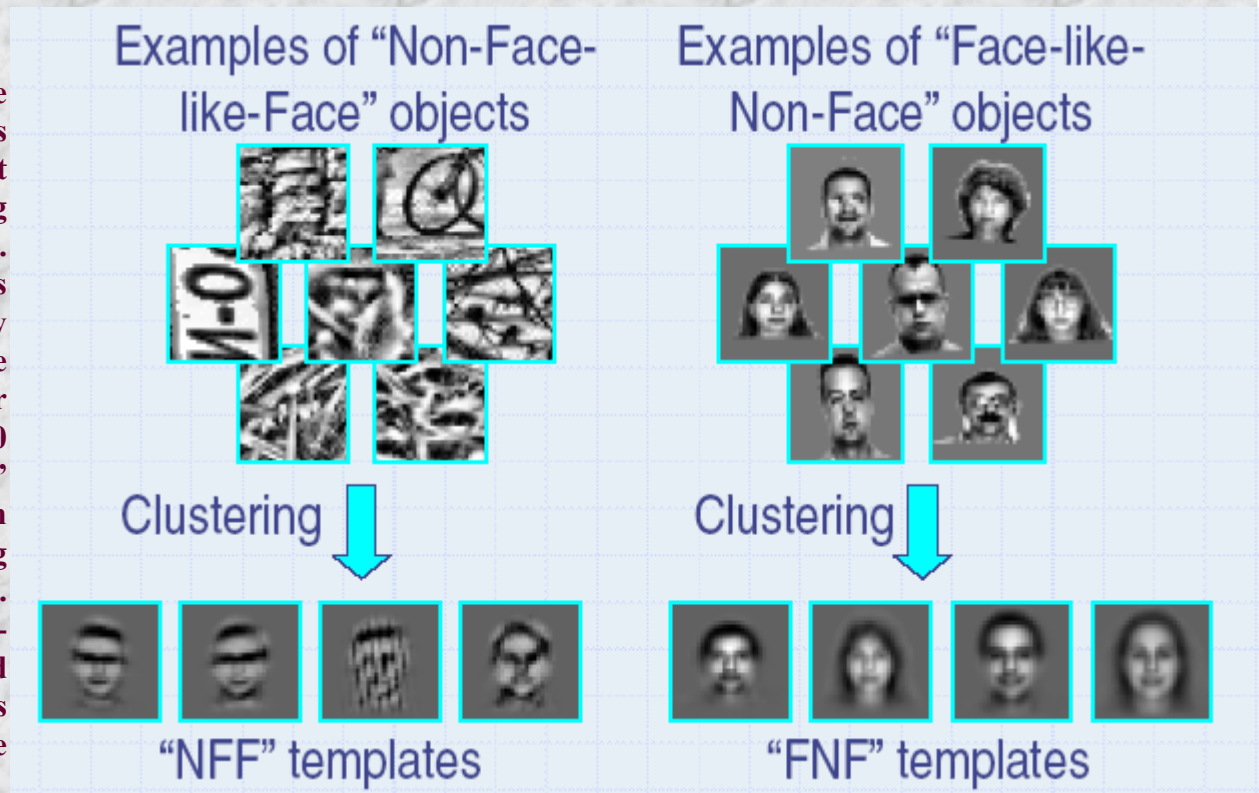 e
s
t
g
.
s
y
e
r
0
’
n
g
.
-
d
s
e
Examples of “Non-Face-
like-Face” objects
И-О
Clustering
“NFF” templates
Examples of “Face-like-
Non-Face” objects
Clustering
“FNF” templates